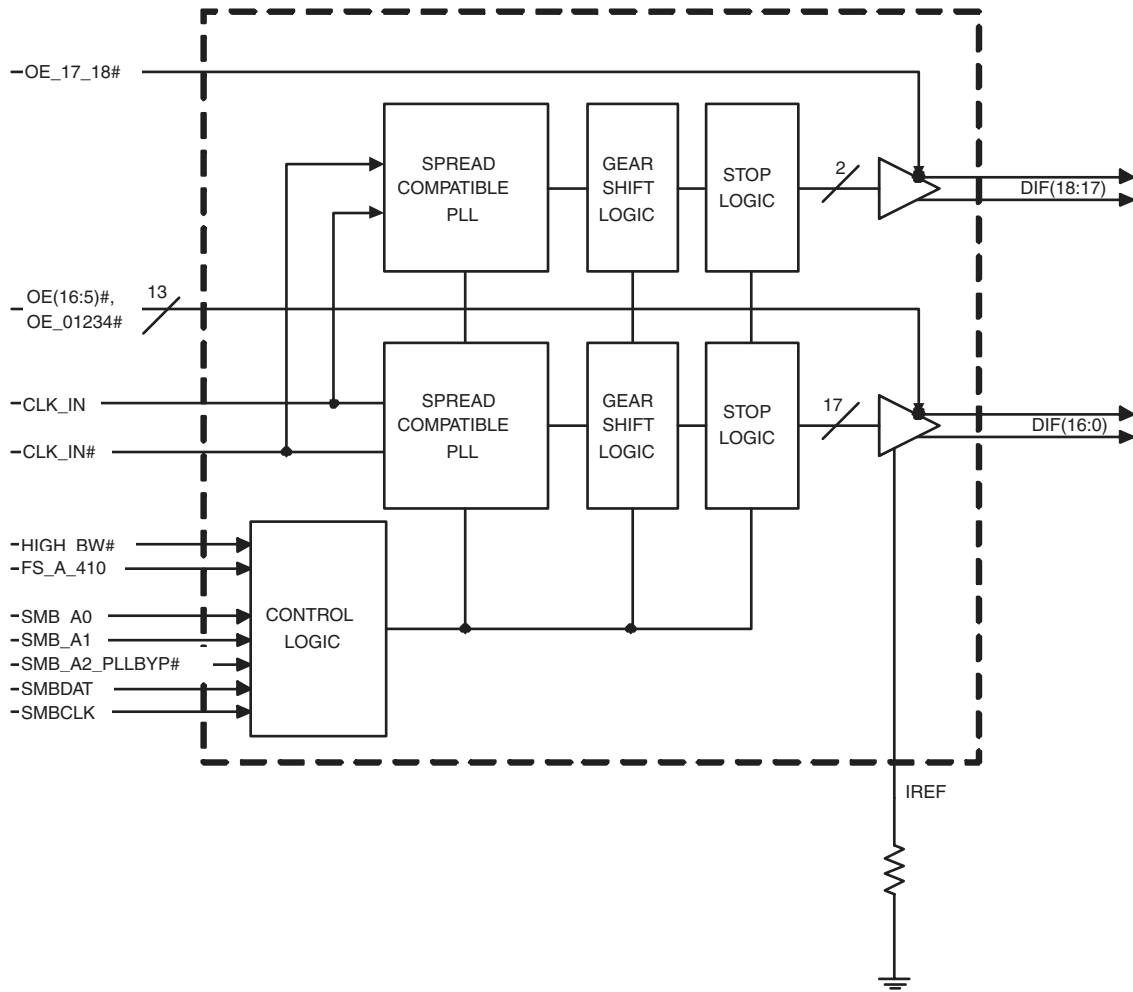 OE_17_18#
SPREAD
COMPATIBLE
PLL
GEAR
SHIFT
LOGIC
STOP
LOGIC
2
DIF(18:17)
OE(16:5)#,
OE_01234#
13
CLK_IN
CLK_IN#
SPREAD
COMPATIBLE
PLL
GEAR
SHIFT
LOGIC
STOP
LOGIC
17
DIF(16:0)
HIGH_BW#
FS_A_410
SMB_A0
SMB_A1
SMB_A2_PLLBYP#
SMBDAT
SMBCLK
CONTROL
LOGIC
IREF